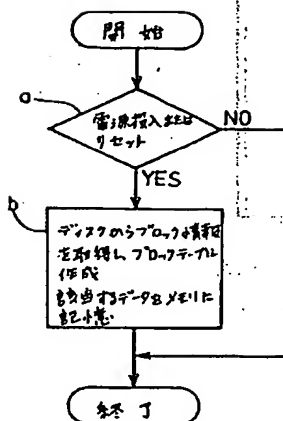 開始
a
電源投入または
リセット
NO
YES
b
ディスクからブロック情報
を取得し ブロックテーブル
作成
該当するデータをメモリに
記憶
終了